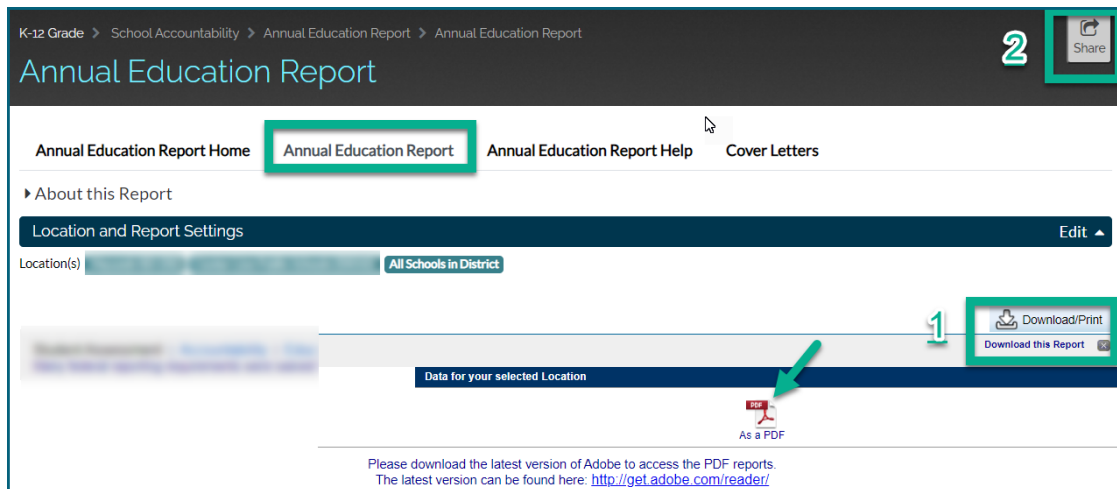 K-12 Grade > School Accountability > Annual Education Report > Annual Education Report
2
Share
Annual Education Report
Annual Education Report Home Annual Education Report Annual Education Report Help Cover Letters
About this Report
Location and Report Settings Edit
Location(s) All Schools in District
1
Download/Print
Download this Report
Data for your selected Location
PDF
As a PDF
Please download the latest version of Adobe to access the PDF reports.
The latest version can be found here: http://get.adobe.com/reader/